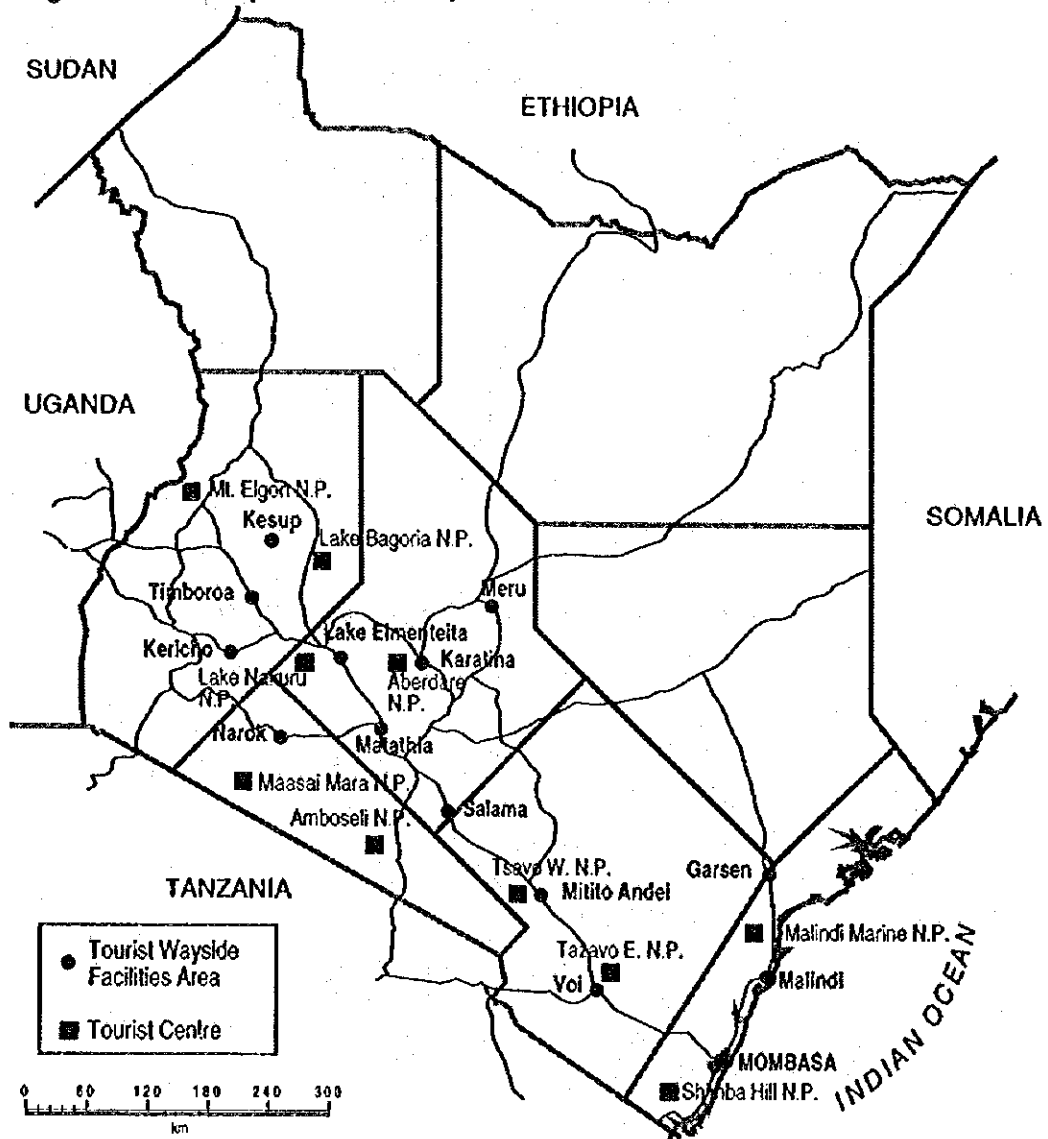 SUDAN
ETHIOPIA
UGANDA
SOMALIA
Mt. Elgon N.P.
Kesup
Lake Bagoria N.P.
Timboroa
Meru
Lake Elmenteita
Kericho
Karatina
Lake Nakuru
N.P.
Aberdare
N.P.
Narok
Maasai Mara N.P.
Salama
Amboseli N.P.
Tsavo W. N.P.
Garsen
TANZANIA
Mitito Andei
Malindi Marine N.P.
Tazavo E. N.P.
Voi
Malindi
INDIAN OCEAN
MOMBASA
Shimba Hill N.P.
Tourist Wayside
Facilities Area
Tourist Centre
0 60 120 180 240 300
km